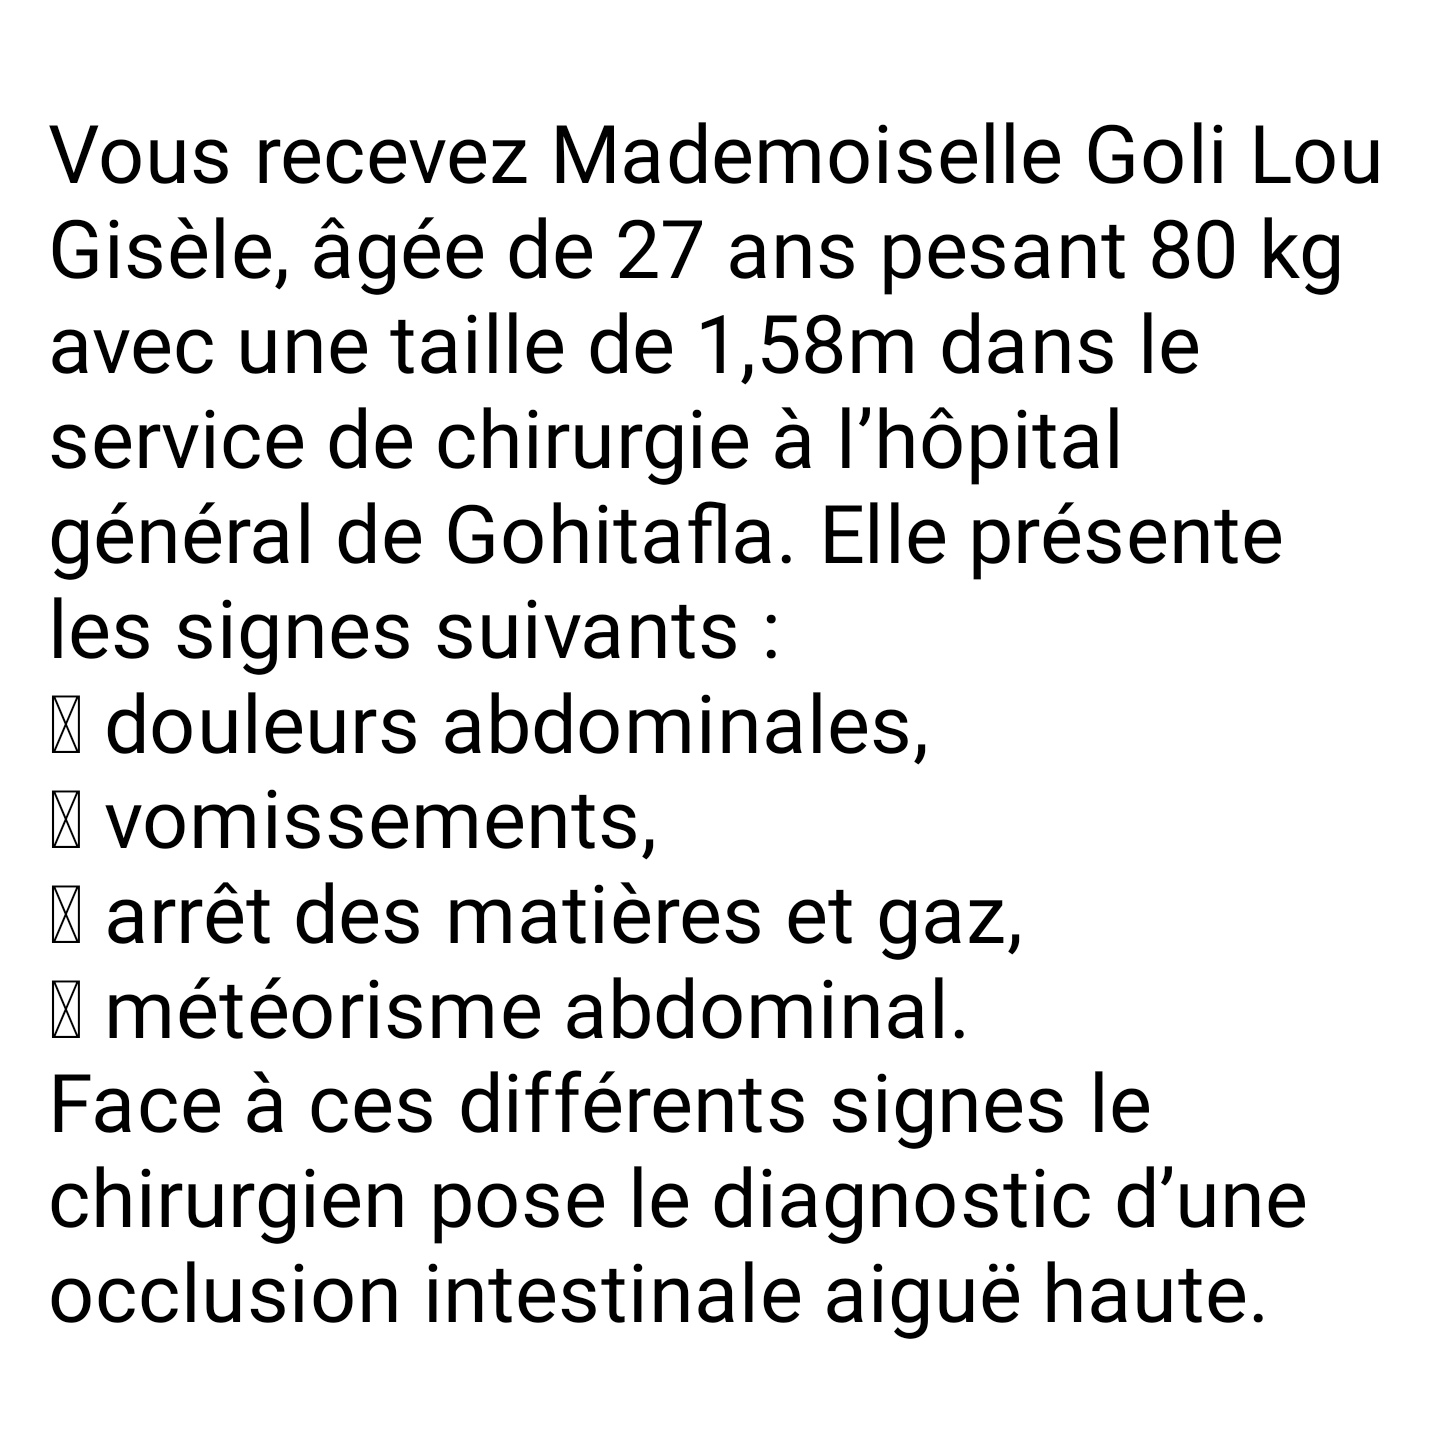 Vous recevez Mademoiselle Goli Lou
Gisèle, âgée de 27 ans pesant 80 kg
avec une taille de 1,58m dans le
service de chirurgie à l’hôpital
général de Gohitafla. Elle présente
les signes suivants :
 douleurs abdominales,
 vomissements,
 arrêt des matières et gaz,
 météorisme abdominal.
Face à ces différents signes le
chirurgien pose le diagnostic d’une
occlusion intestinale aiguë haute.